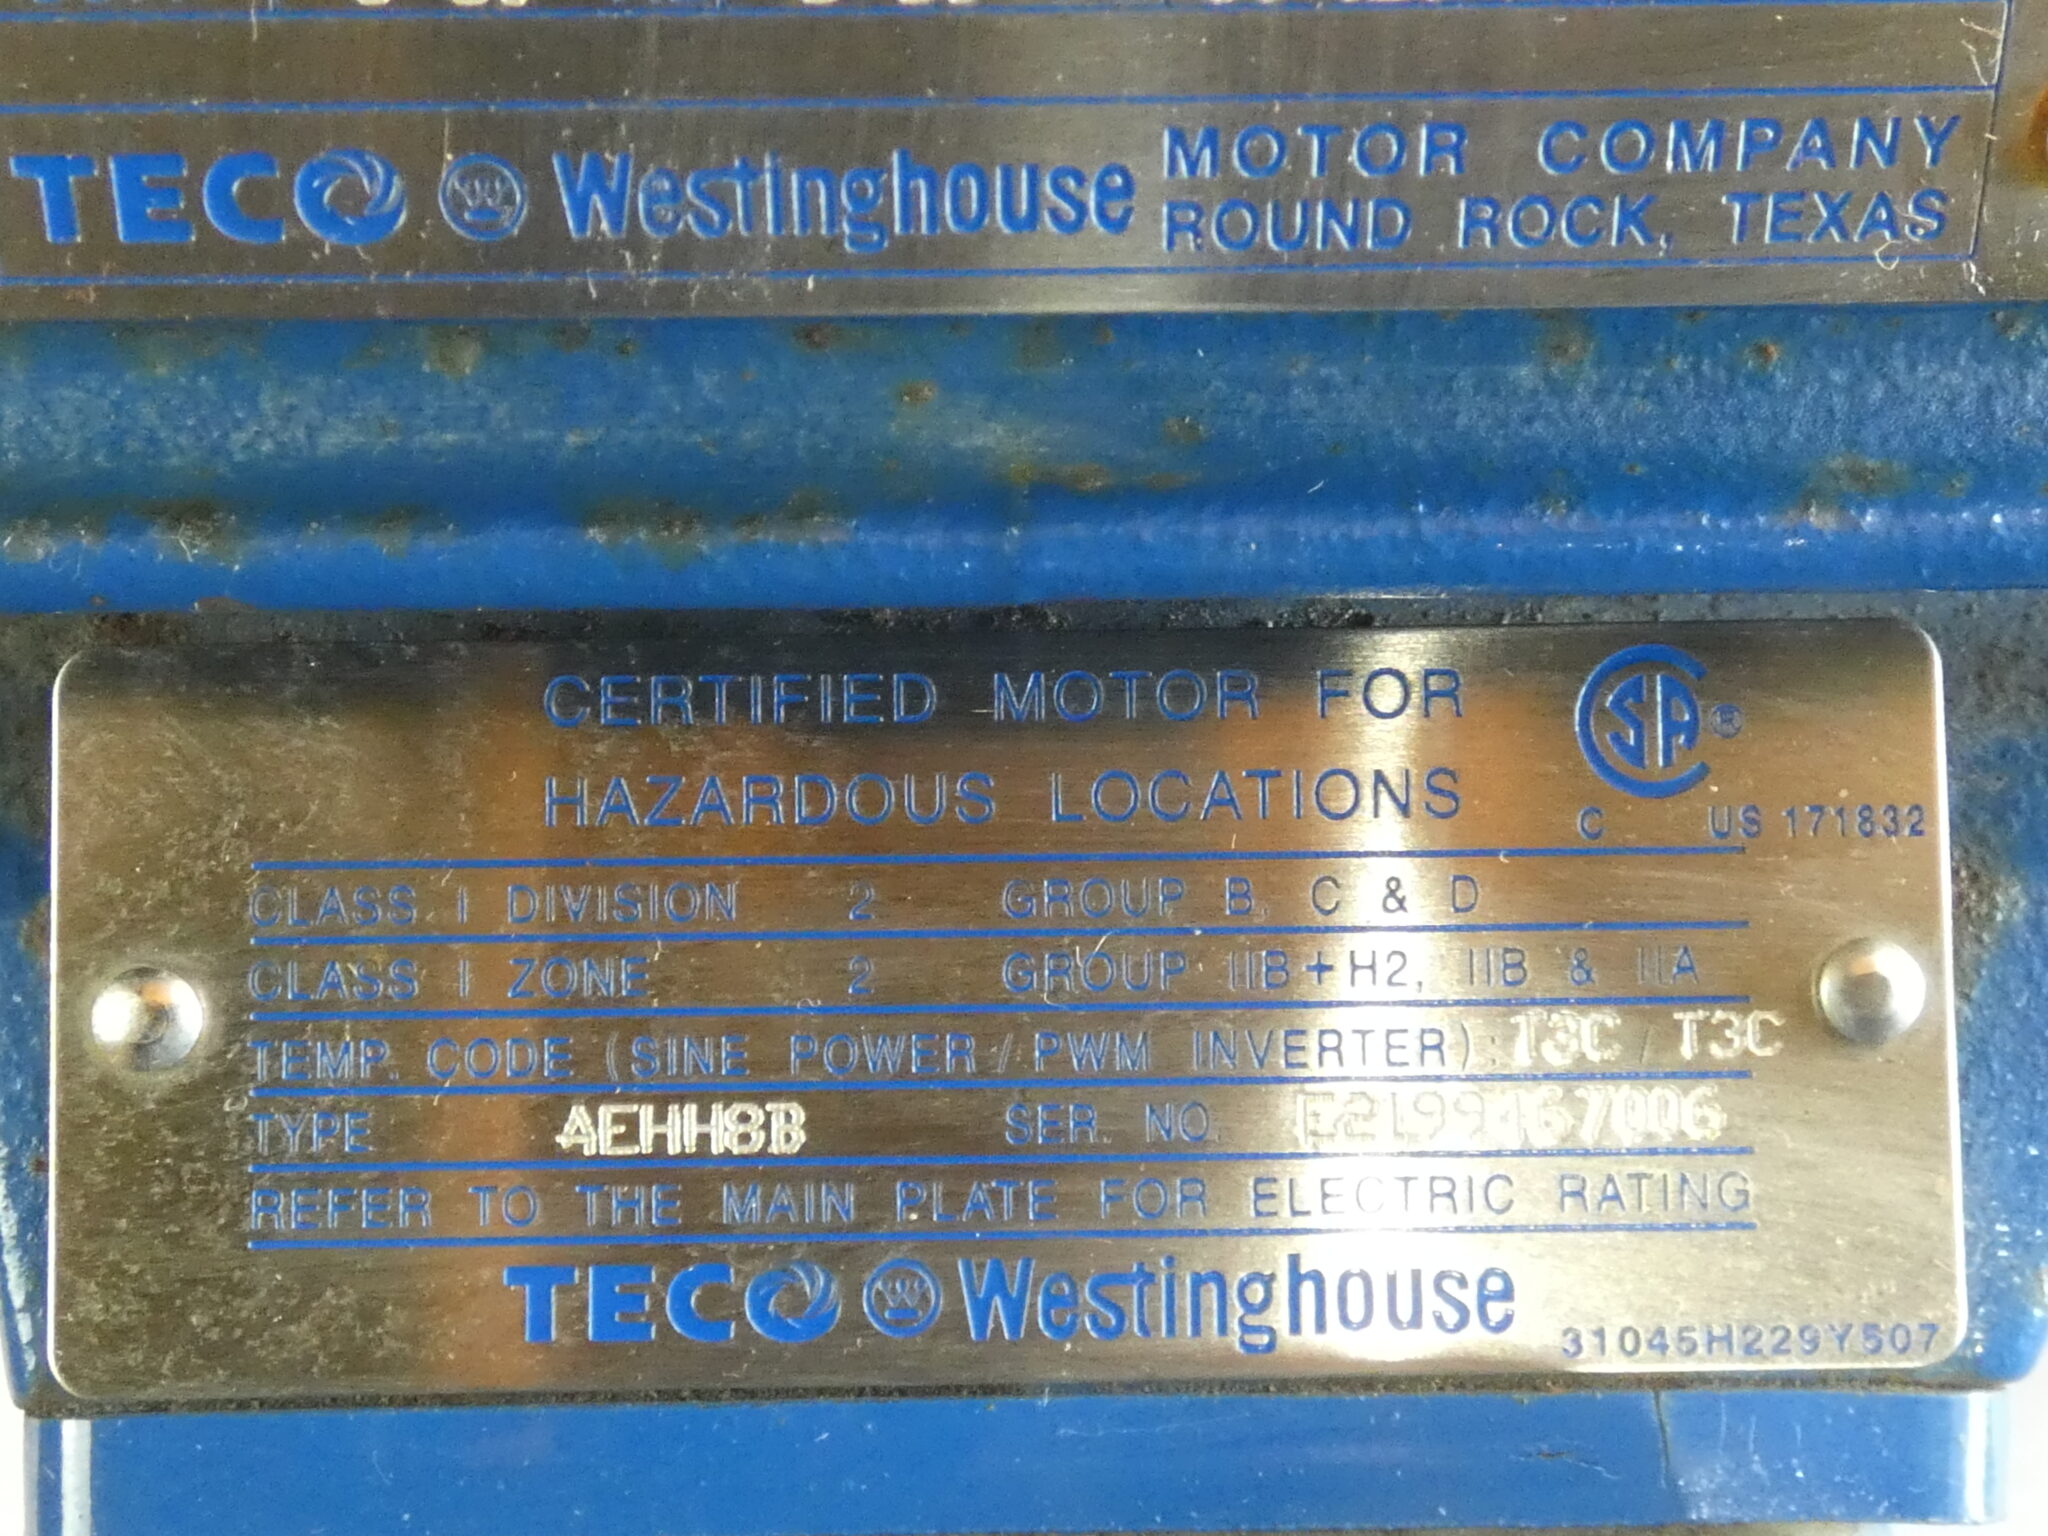 TECO Westinghouse MOTOR COMPANY
ROUND ROCK, TEXAS
CERTIFIED MOTOR FOR
HAZARDOUS LOCATIONS
CSA ®
C US 171832
CLASS I DIVISION 2 GROUP B, C & D
CLASS I ZONE 2 GROUP IIB+H2, IIB & IIA
TEMP. CODE (SINE POWER / PWM INVERTER): T3C / T3C
TYPE AEHH8B SER. NO.
REFER TO THE MAIN PLATE FOR ELECTRIC RATING
TECO Westinghouse
31045H229Y507